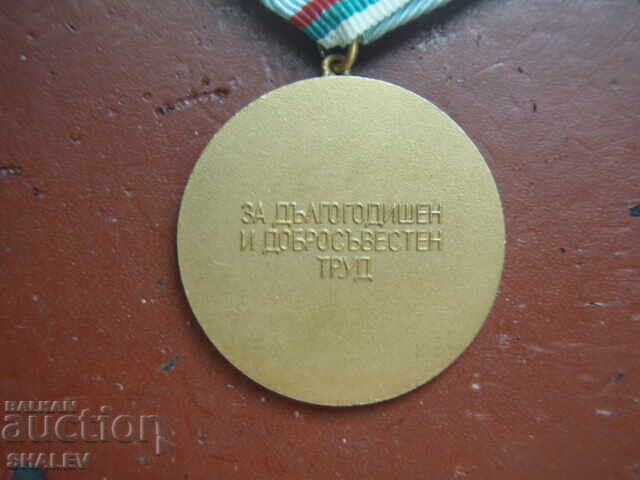 ЗА ДЪЛГОГОДИШЕН
И ДОБРОСЪВЕСТЕН
ТРУД
BALKAN
auction
SHALEV